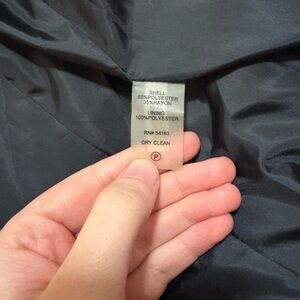 SHELL
65%POLYESTER
35%RAYON
LINING
100%POLYESTER
RN# 54163
DRY CLEAN
P